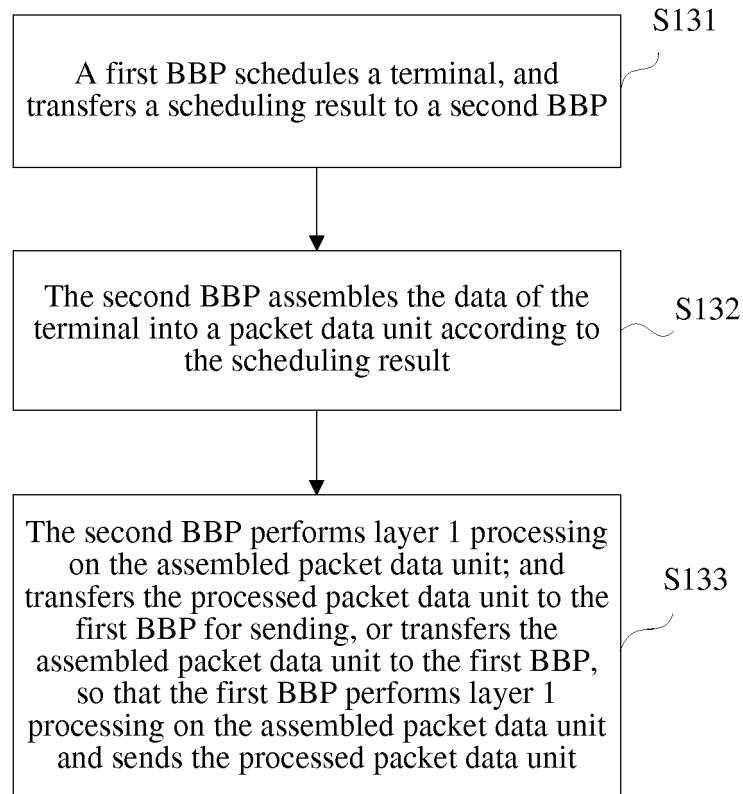 S131
A first BBP schedules a terminal, and
transfers a scheduling result to a second BBP
The second BBP assembles the data of the
terminal into a packet data unit according to
the scheduling result
S132
The second BBP performs layer 1 processing
on the assembled packet data unit; and
transfers the processed packet data unit to the
first BBP for sending, or transfers the
assembled packet data unit to the first BBP,
so that the first BBP performs layer 1
processing on the assembled packet data unit
and sends the processed packet data unit
S133